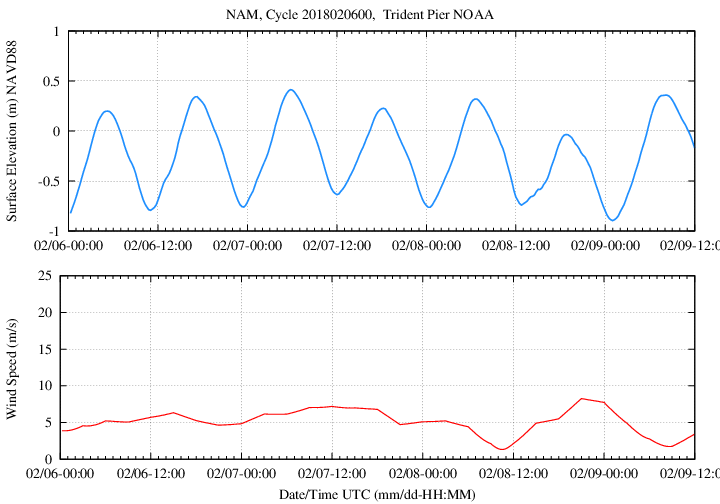 NAM, Cycle 2018020600, Trident Pier NOAA
Surface Elevation (m) NAVD88
1
0.5
0
-0.5
-1
02/06-00:00 02/06-12:00 02/07-00:00 02/07-12:00 02/08-00:00 02/08-12:00 02/09-00:00 02/09-12:0
Wind Speed (m/s)
25
20
15
10
5
0
02/06-00:00 02/06-12:00 02/07-00:00 02/07-12:00 02/08-00:00 02/08-12:00 02/09-00:00 02/09-12:0
Date/Time UTC (mm/dd-HH:MM)